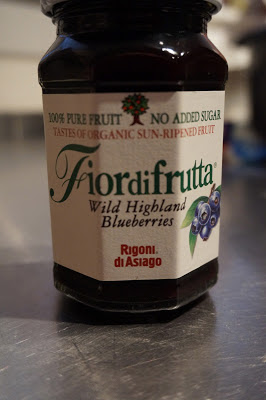 100% PURE FRUIT NO ADDED SUGAR
TASTES OF ORGANIC SUN-RIPENED FRUIT
Fiordifrutta®
Wild Highland
Blueberries
Rigoni
di Asiago